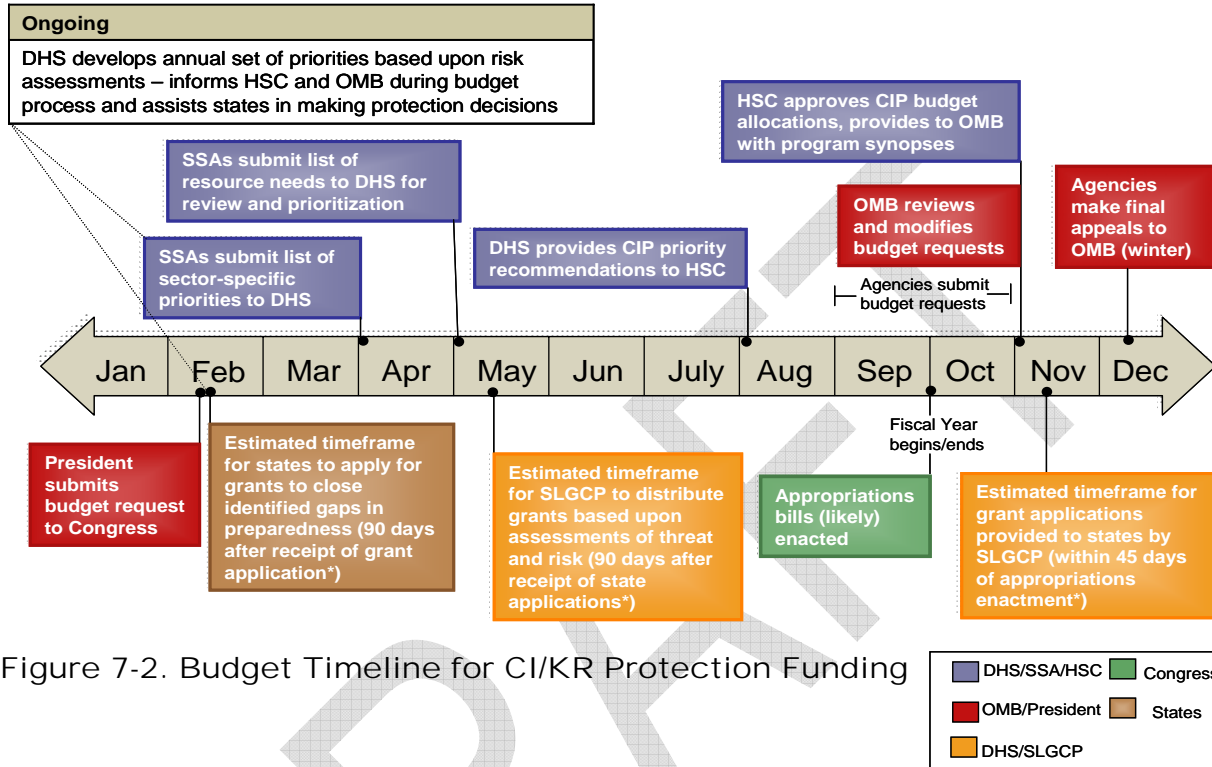 Ongoing
DHS develops annual set of priorities based upon risk
assessments – informs HSC and OMB during budget
process and assists states in making protection decisions
SSAs submit list of
resource needs to DHS for
review and prioritization
SSAs submit list of
sector-specific
priorities to DHS
DHS provides CIP priority
recommendations to HSC
HSC approves CIP budget
allocations, provides to OMB
with program synopses
OMB reviews
and modifies
budget requests
Agencies submit
budget requests
Agencies
make final
appeals to
OMB (winter)
Jan Feb Mar Apr May Jun July Aug Sep Oct Nov Dec
President
submits
budget request
to Congress
Estimated timeframe
for states to apply for
grants to close
identified gaps in
preparedness (90 days
after receipt of grant
application*)
Estimated timeframe
for SLGCP to distribute
grants based upon
assessments of threat
and risk (90 days after
receipt of state
applications*)
Fiscal Year
begins/ends
Appropriations
bills (likely)
enacted
Estimated timeframe for
grant applications
provided to states by
SLGCP (within 45 days
of appropriations
enactment*)
Figure 7-2. Budget Timeline for CI/KR Protection Funding
DHS/SSA/HSC Congress
OMB/President States
DHS/SLGCP
DRAFT